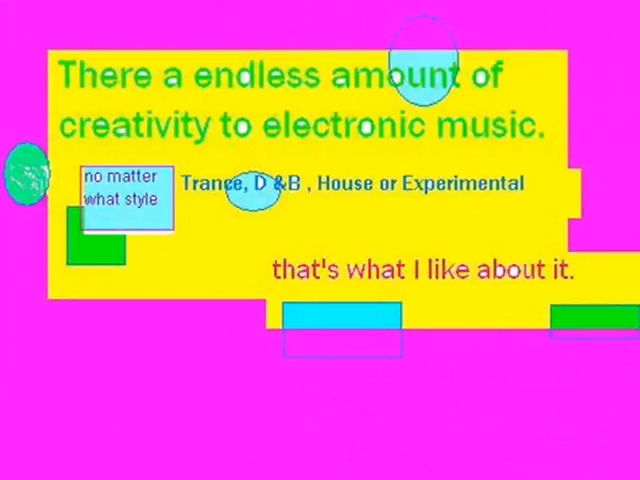 There a endless amount of
creativity to electronic music.
no matter
what style
Trance, D &B , House or Experimental
that's what I like about it.